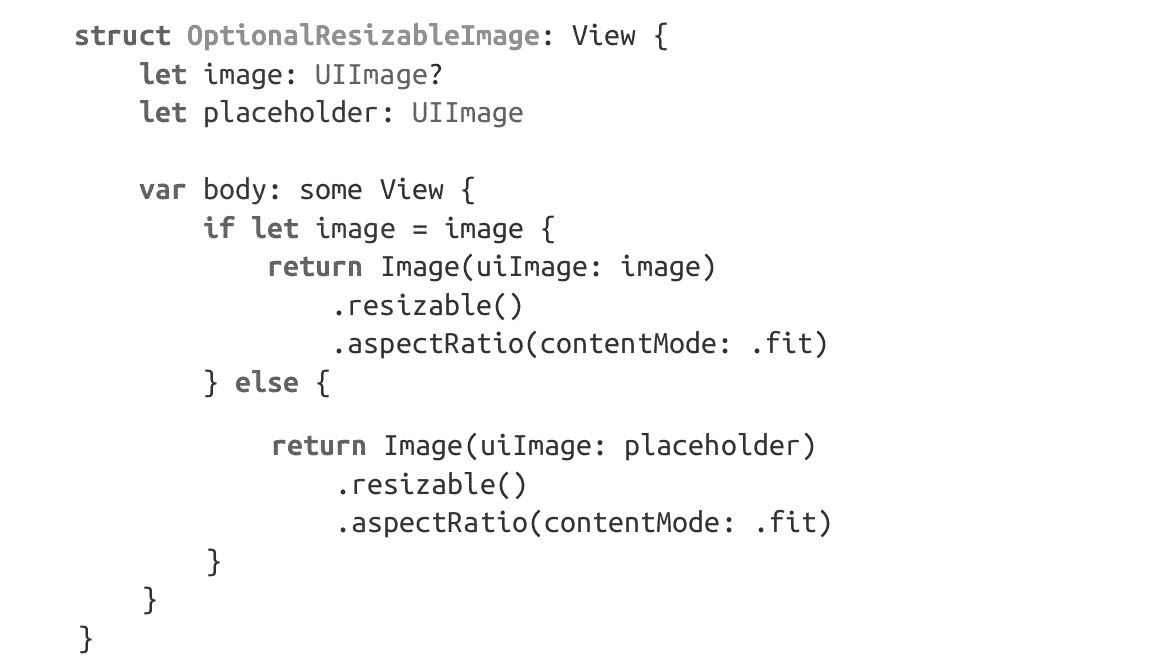 struct OptionalResizableImage: View {
    let image: UIImage?
    let placeholder: UIImage

    var body: some View {
        if let image = image {
            return Image(uiImage: image)
                .resizable()
                .aspectRatio(contentMode: .fit)
        } else {

            return Image(uiImage: placeholder)
                .resizable()
                .aspectRatio(contentMode: .fit)
        }
    }
}